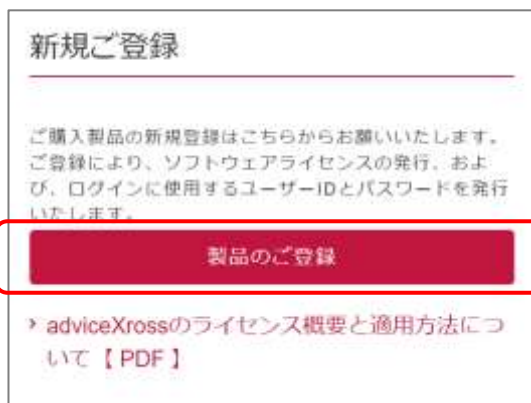 新規ご登録
ご購入製品の新規登録はこちらからお願いいたします。
ご登録により、ソフトウェアライセンスの発行、およ
び、ログインに使用するユーザーIDとパスワードを発行
いたします。
製品のご登録
› adviceXrossのライセンス概要と適用方法につ
いて【 PDF 】